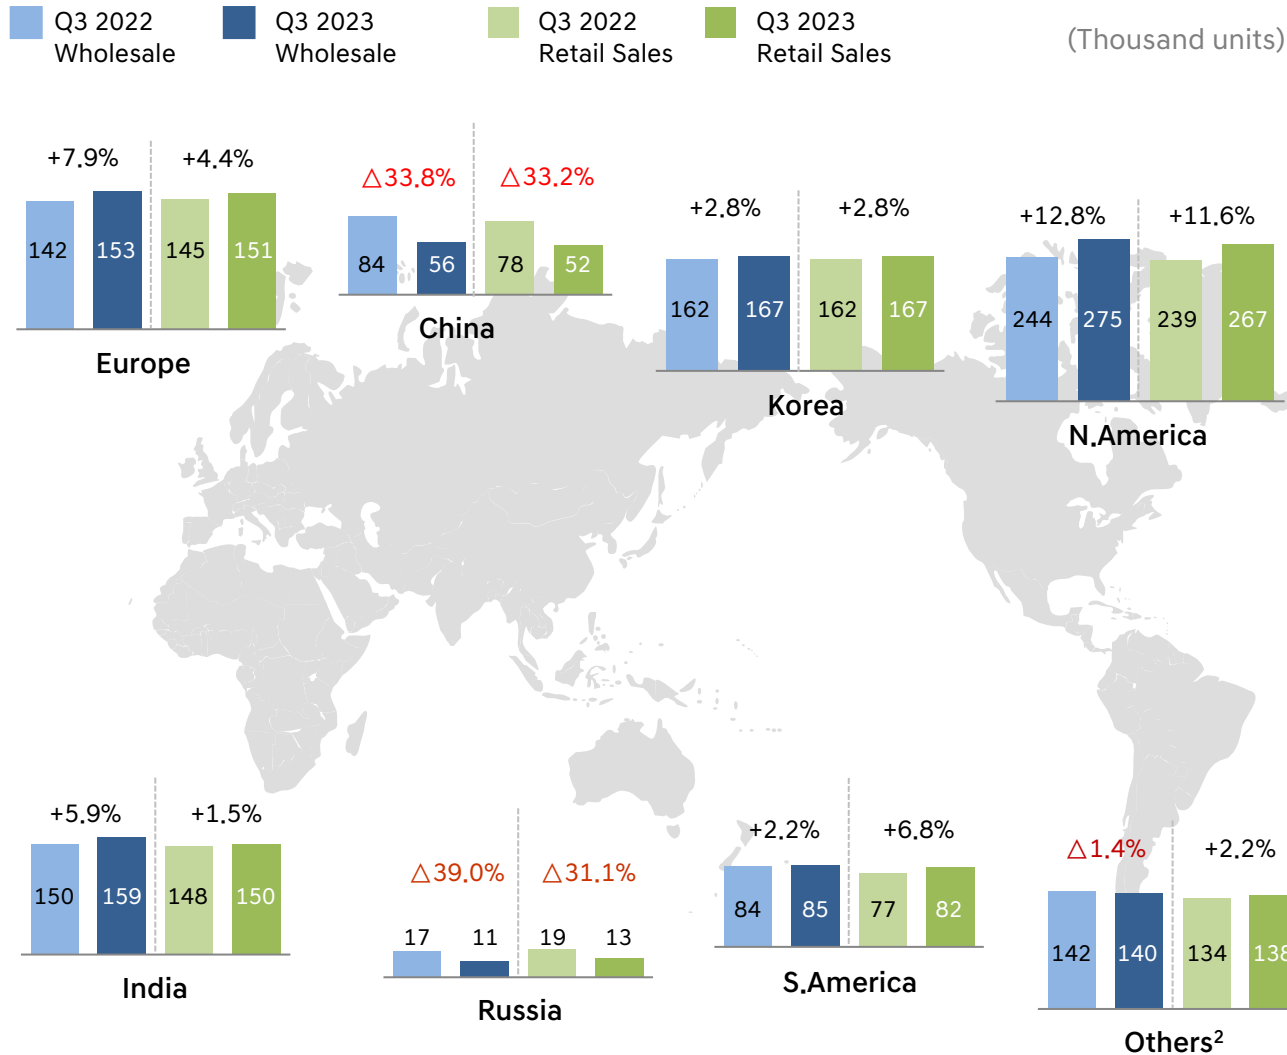 Q3 2022
Wholesale
Q3 2023
Wholesale
Q3 2022
Retail Sales
Q3 2023
Retail Sales
(Thousand units)
+7.9% +4.4%
142 153 145 151
Europe
△33.8% △33.2%
84 56 78 52
China
+2.8% +2.8%
162 167 162 167
Korea
+12.8% +11.6%
244 275 239 267
N.America
+5.9% +1.5%
150 159 148 150
India
△39.0% △31.1%
17 11 19 13
Russia
+2.2% +6.8%
84 85 77 82
S.America
△1.4% +2.2%
142 140 134 138
Others²